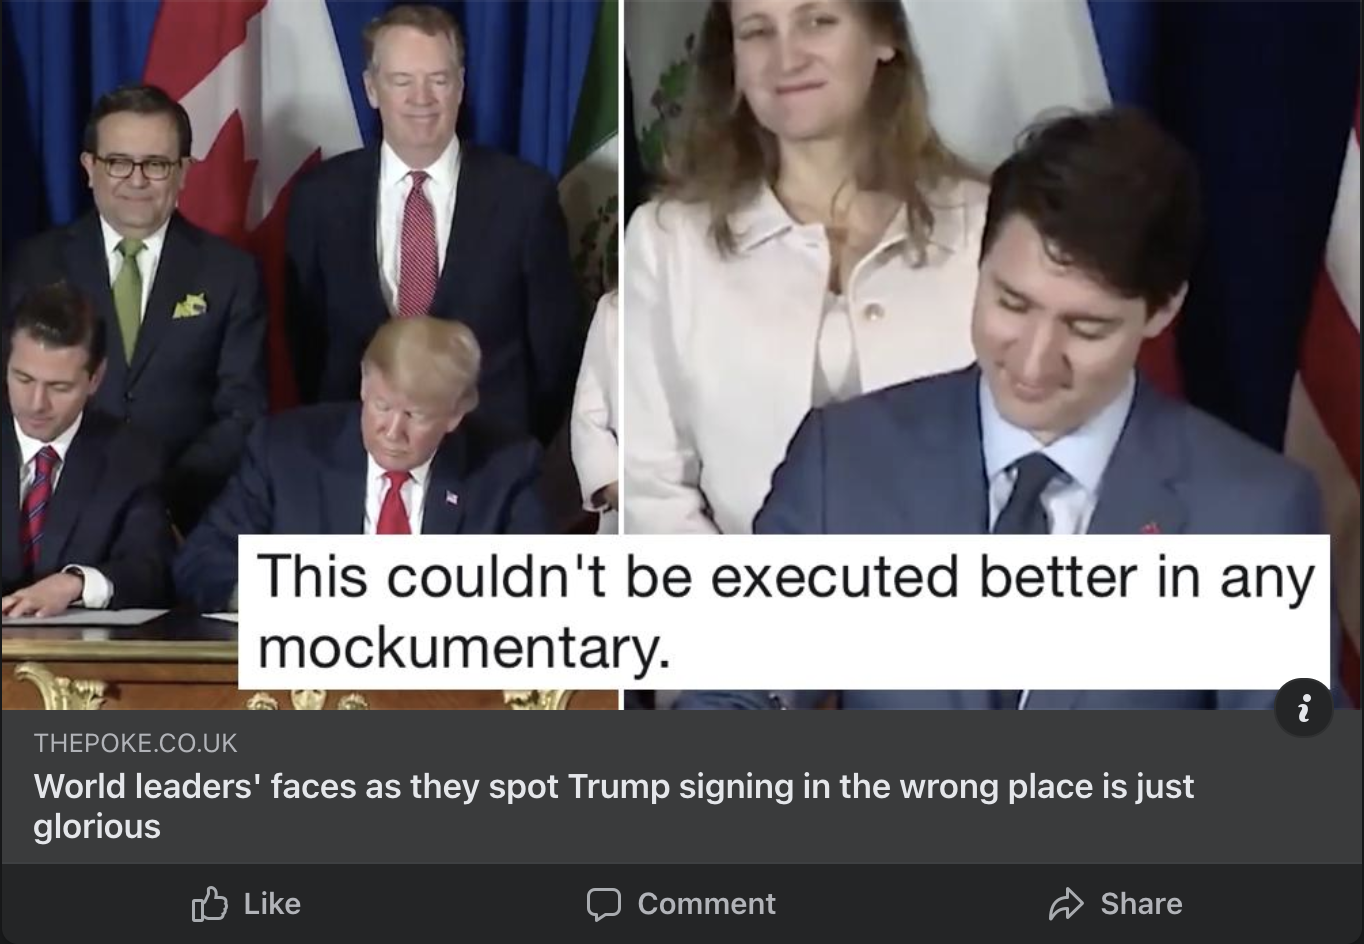 This couldn't be executed better in any
mockumentary.
THEPOKE.CO.UK
World leaders' faces as they spot Trump signing in the wrong place is just
glorious
Like
Comment
Share